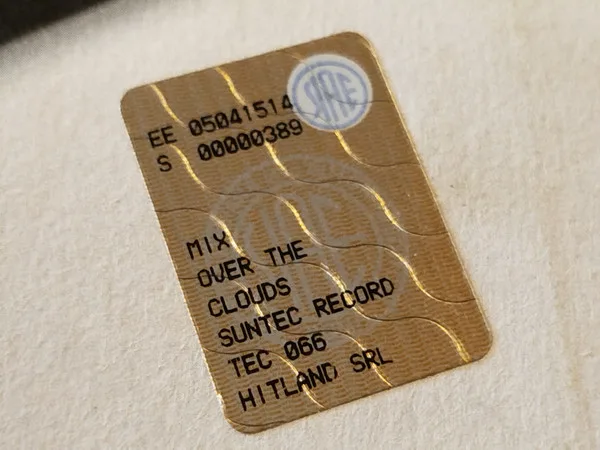 EE 05041514
S 00000389
MIX
OVER THE
CLOUDS
SUNTEC RECORD
TEC 066
HITLAND SRL